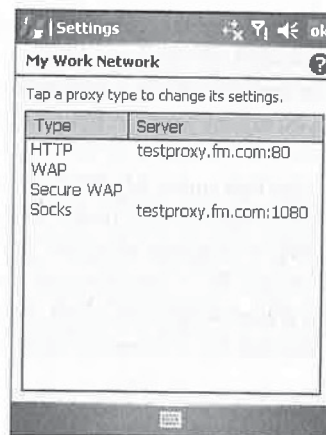 Settings ok
My Work Network ?
Tap a proxy type to change its settings.
Type Server
HTTP testproxy.fm.com:80
WAP
Secure WAP
Socks testproxy.fm.com:1080